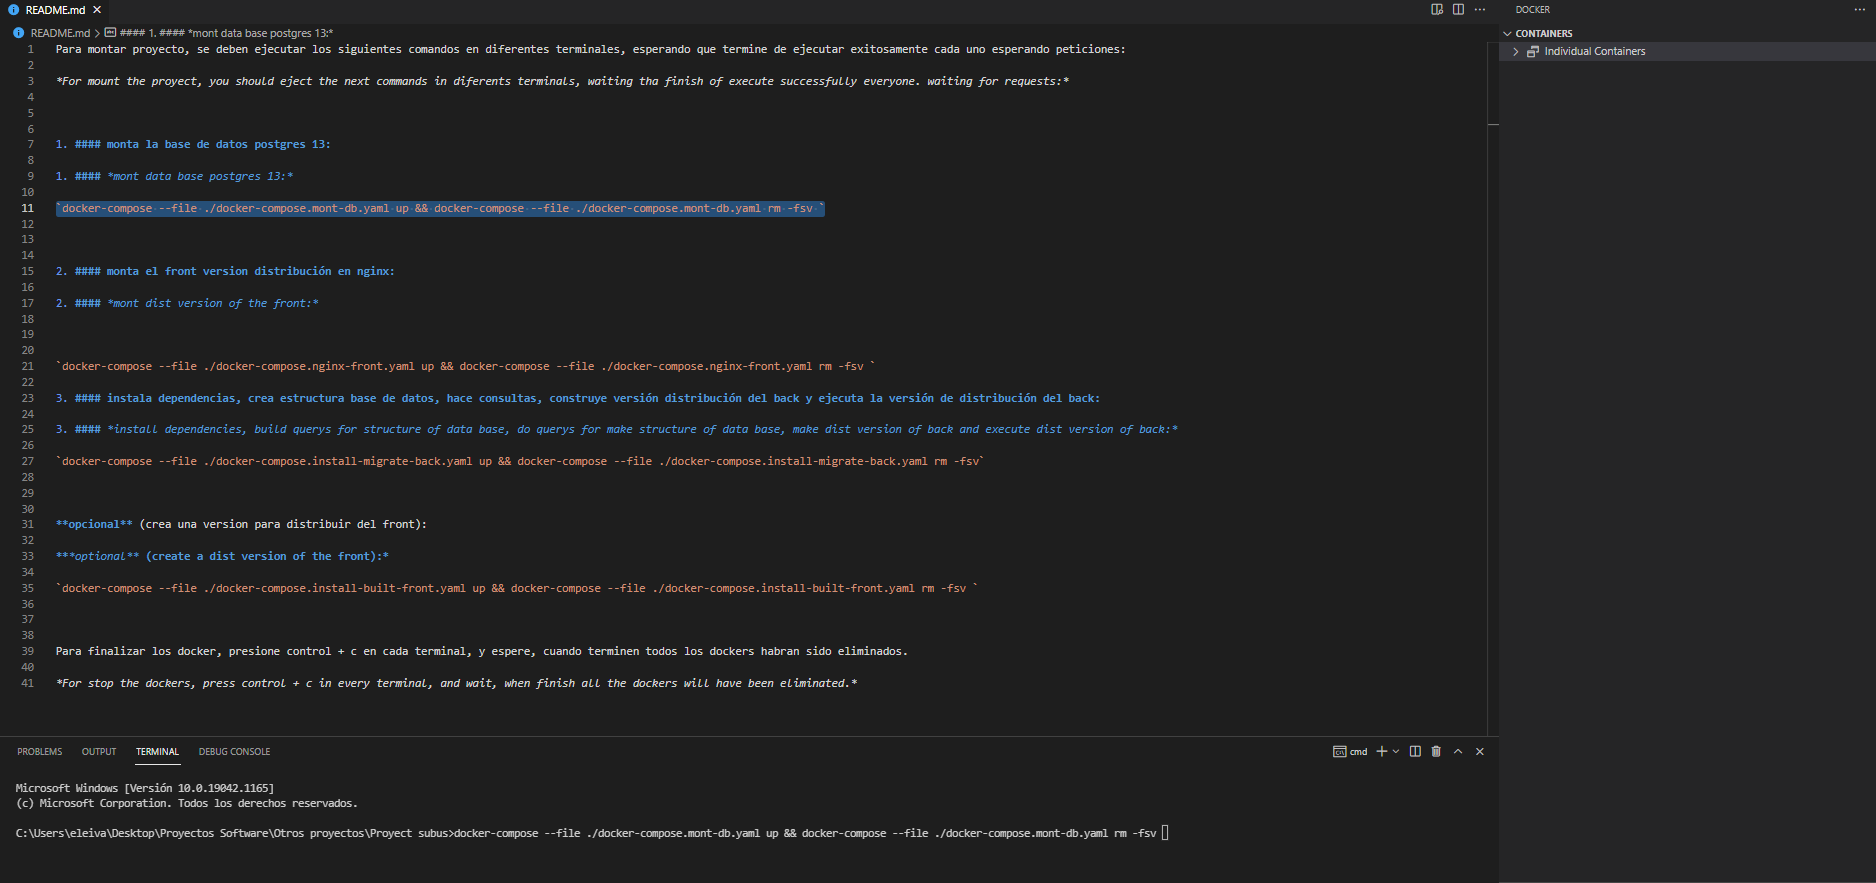 README.md
README.md > #### 1. #### *mont data base postgres 13:*
1 Para montar proyecto, se deben ejecutar los siguientes comandos en diferentes terminales, esperando que termine de ejecutar exitosamente cada uno esperando peticiones:
2
3 *For mount the proyect, you should eject the next commands in diferents terminals, waiting tha finish of execute successfully everyone. waiting for requests:*
4
5
6
7 1. #### monta la base de datos postgres 13:
8
9 1. #### *mont data base postgres 13:*
10
11 `docker-compose --file ./docker-compose.mont-db.yaml up && docker-compose --file ./docker-compose.mont-db.yaml rm -fsv `
12
13
14
15 2. #### monta el front version distribución en nginx:
16
17 2. #### *mont dist version of the front:*
18
19
20
21 `docker-compose --file ./docker-compose.nginx-front.yaml up && docker-compose --file ./docker-compose.nginx-front.yaml rm -fsv `
22
23 3. #### instala dependencias, crea estructura base de datos, hace consultas, construye versión distribución del back y ejecuta la versión de distribución del back:
24
25 3. #### *install dependencies, build querys for structure of data base, do querys for make structure of data base, make dist version of back and execute dist version of back:*
26
27 `docker-compose --file ./docker-compose.install-migrate-back.yaml up && docker-compose --file ./docker-compose.install-migrate-back.yaml rm -fsv`
28
29
30
31 **opcional** (crea una version para distribuir del front):
32
33 ***optional** (create a dist version of the front):*
34
35 `docker-compose --file ./docker-compose.install-built-front.yaml up && docker-compose --file ./docker-compose.install-built-front.yaml rm -fsv `
36
37
38
39 Para finalizar los docker, presione control + c en cada terminal, y espere, cuando terminen todos los dockers habran sido eliminados.
40
41 *For stop the dockers, press control + c in every terminal, and wait, when finish all the dockers will have been eliminated.*
PROBLEMS OUTPUT TERMINAL DEBUG CONSOLE
cmd
Microsoft Windows [Versión 10.0.19042.1165]
(c) Microsoft Corporation. Todos los derechos reservados.
C:\Users\eleiva\Desktop\Proyectos Software\Otros proyectos\Proyect subus>docker-compose --file ./docker-compose.mont-db.yaml up && docker-compose --file ./docker-compose.mont-db.yaml rm -fsv
DOCKER
CONTAINERS
Individual Containers